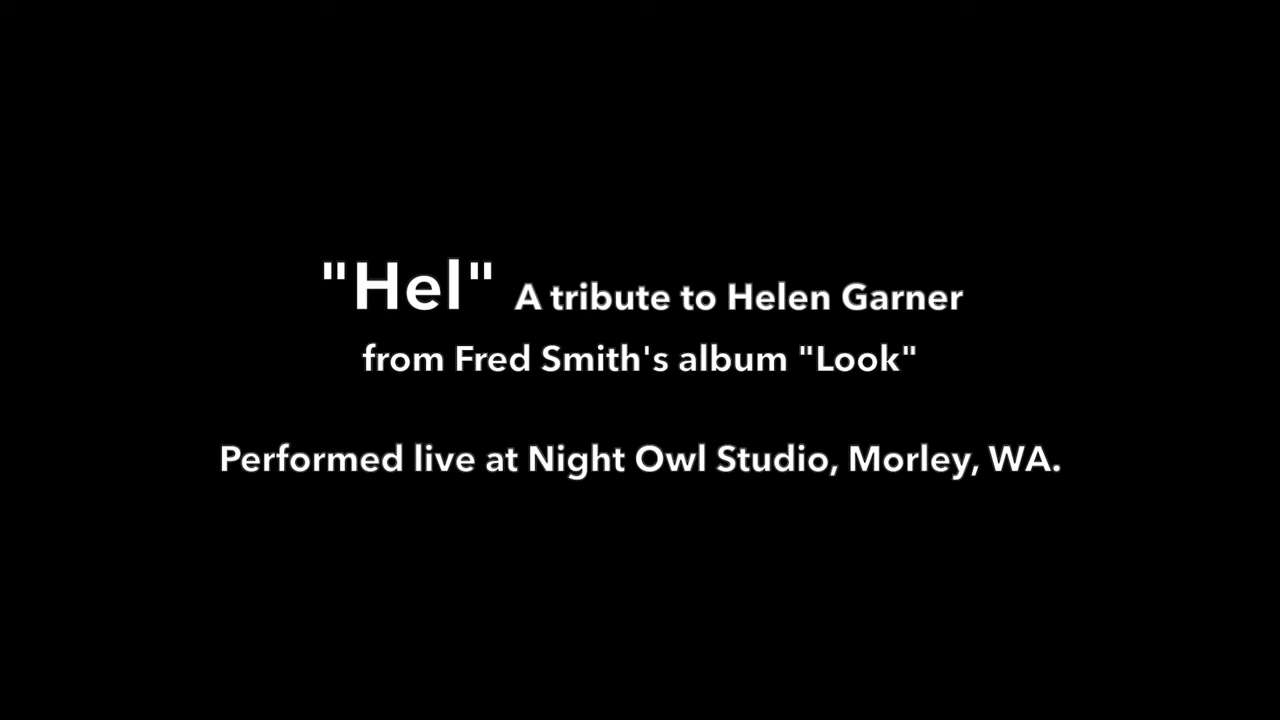 "Hel" A tribute to Helen Garner
from Fred Smith's album "Look"
Performed live at Night Owl Studio, Morley, WA.